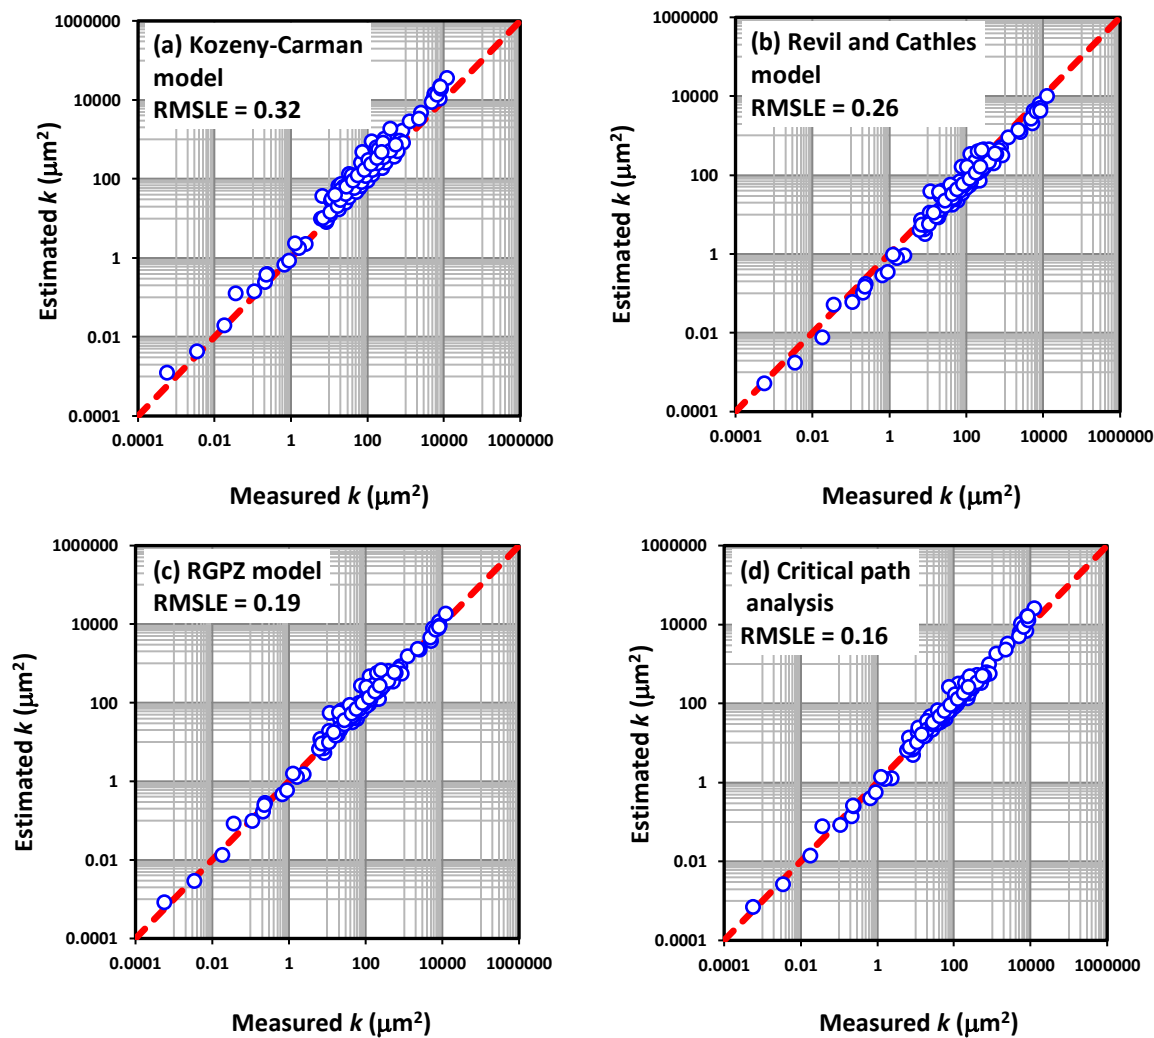 (a) Kozeny-Carman
model
RMSLE = 0.32
1000000
10000
100
1
0.01
0.0001
Estimated k (μm²)
0.0001 0.01 1 100 10000 1000000
Measured k (μm²)
(b) Revil and Cathles
model
RMSLE = 0.26
1000000
10000
100
1
0.01
0.0001
Estimated k (μm²)
0.0001 0.01 1 100 10000 1000000
Measured k (μm²)
(c) RGPZ model
RMSLE = 0.19
1000000
10000
100
1
0.01
0.0001
Estimated k (μm²)
0.0001 0.01 1 100 10000 1000000
Measured k (μm²)
(d) Critical path
analysis
RMSLE = 0.16
1000000
10000
100
1
0.01
0.0001
Estimated k (μm²)
0.0001 0.01 1 100 10000 1000000
Measured k (μm²)